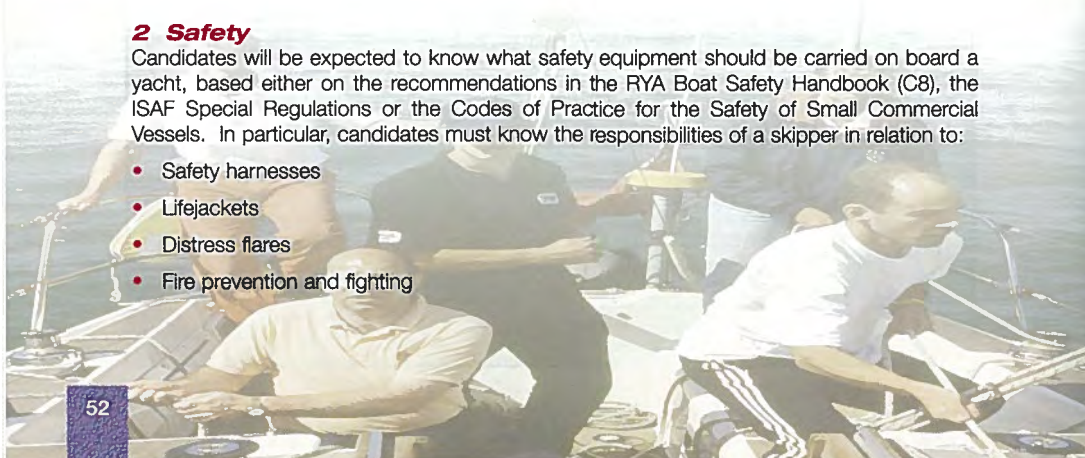 2 Safety
Candidates will be expected to know what safety equipment should be carried on board a
yacht, based either on the recommendations in the RYA Boat Safety Handbook (C8), the
ISAF Special Regulations or the Codes of Practice for the Safety of Small Commercial
Vessels. In particular, candidates must know the responsibilities of a skipper in relation to:
• Safety harnesses
• Lifejackets
• Distress flares
• Fire prevention and fighting
52